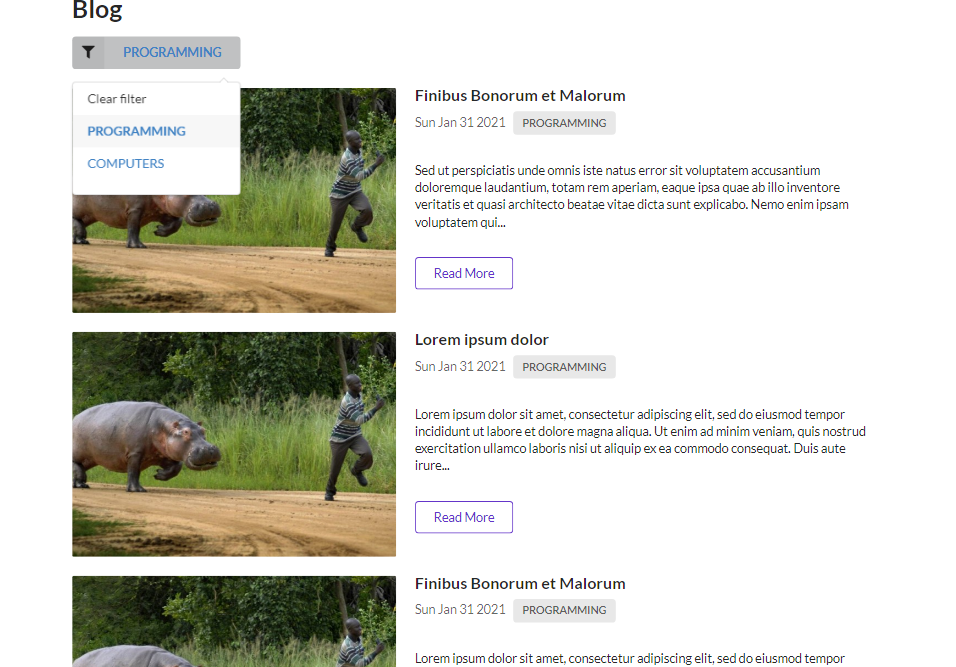 Blog
PROGRAMMING
Clear filter
PROGRAMMING
COMPUTERS
Finibus Bonorum et Malorum
Sun Jan 31 2021 PROGRAMMING
Sed ut perspiciatis unde omnis iste natus error sit voluptatem accusantium
doloremque laudantium, totam rem aperiam, eaque ipsa quae ab illo inventore
veritatis et quasi architecto beatae vitae dicta sunt explicabo. Nemo enim ipsam
voluptatem qui...
Read More
Lorem ipsum dolor
Sun Jan 31 2021 PROGRAMMING
Lorem ipsum dolor sit amet, consectetur adipiscing elit, sed do eiusmod tempor
incididunt ut labore et dolore magna aliqua. Ut enim ad minim veniam, quis nostrud
exercitation ullamco laboris nisi ut aliquip ex ea commodo consequat. Duis aute
irure...
Read More
Finibus Bonorum et Malorum
Sun Jan 31 2021 PROGRAMMING
Lorem ipsum dolor sit amet, consectetur adipiscing elit, sed do eiusmod tempor